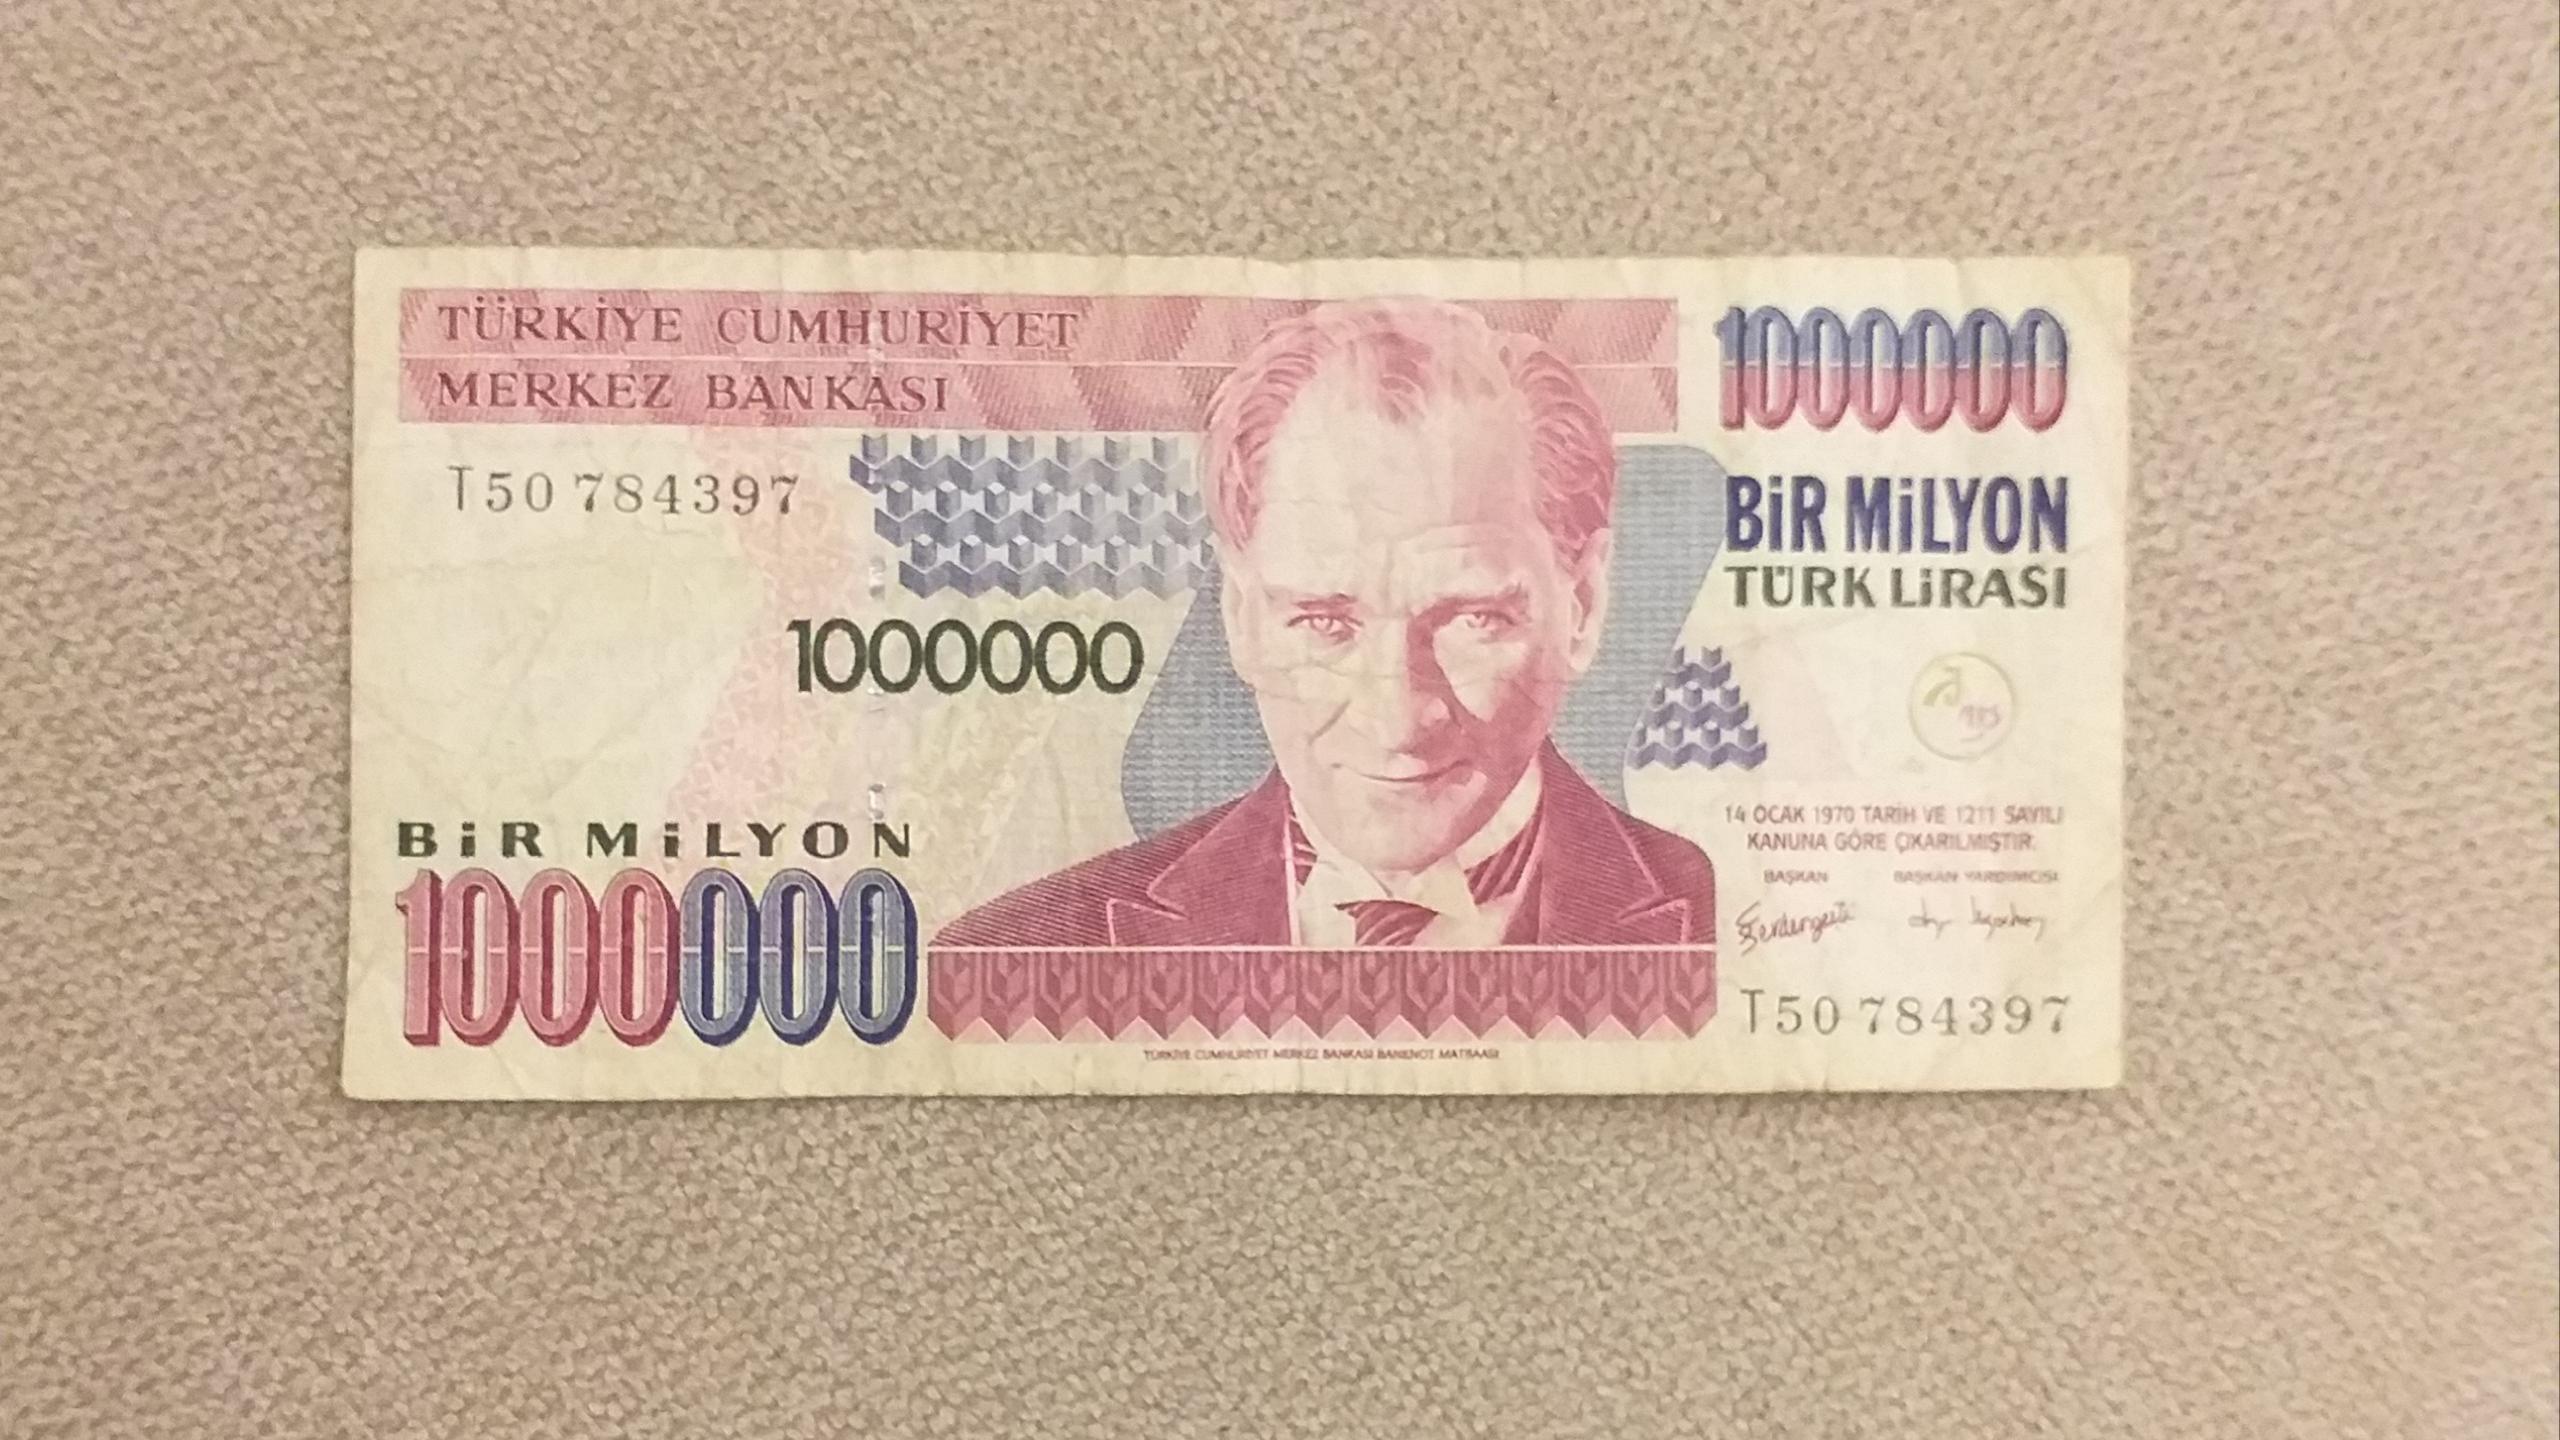 TÜRKİYE CUMHURİYET
MERKEZ BANKASI
1000000
T50 784397
BİR MİLYON
TÜRK LİRASI
1000000
14 OCAK 1970 TARİH VE 1211 SAYILI
KANUNA GÖRE ÇIKARILMIŞTIR.
BAŞKAN BAŞKAN YARDIMCISI
BİR MİLYON
1000000
T50 784397
TÜRKİYE CUMHURİYET MERKEZ BANKASI BANKNOT MATBAASI